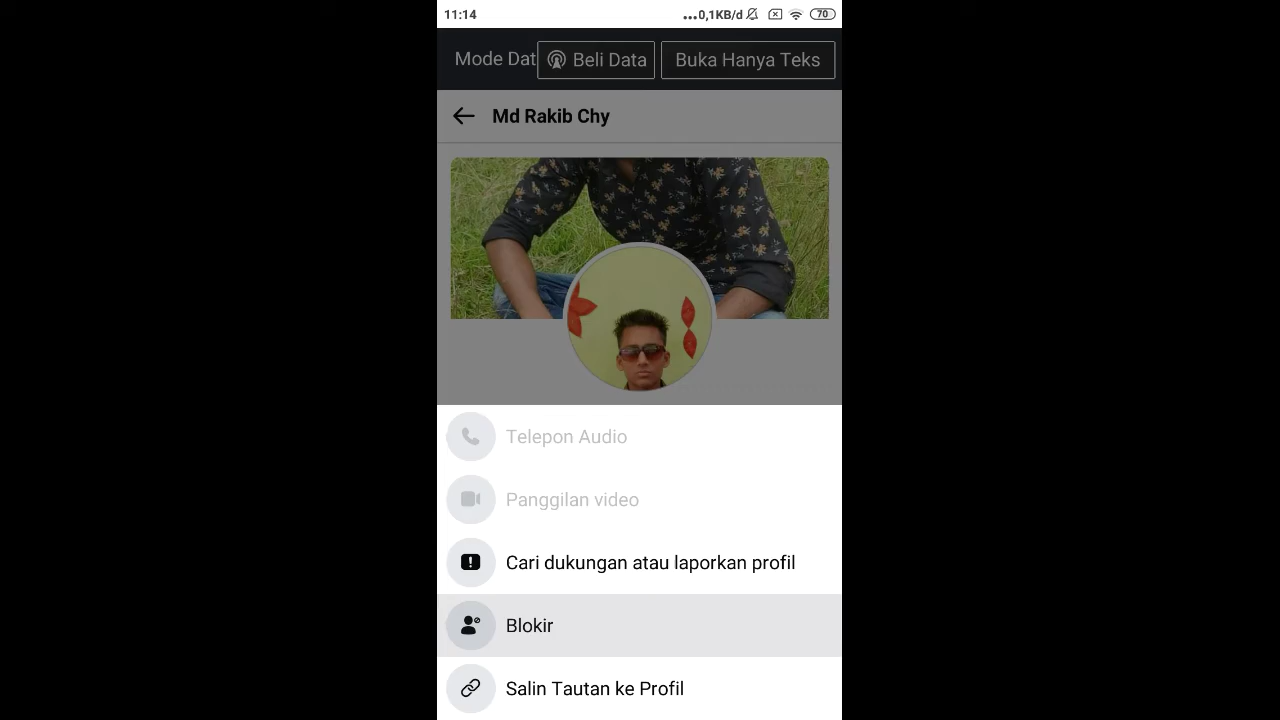 11:14
...0,1KB/d
70
Mode Dat
Beli Data
Buka Hanya Teks
Md Rakib Chy
Telepon Audio
Panggilan video
Cari dukungan atau laporkan profil
Blokir
Salin Tautan ke Profil